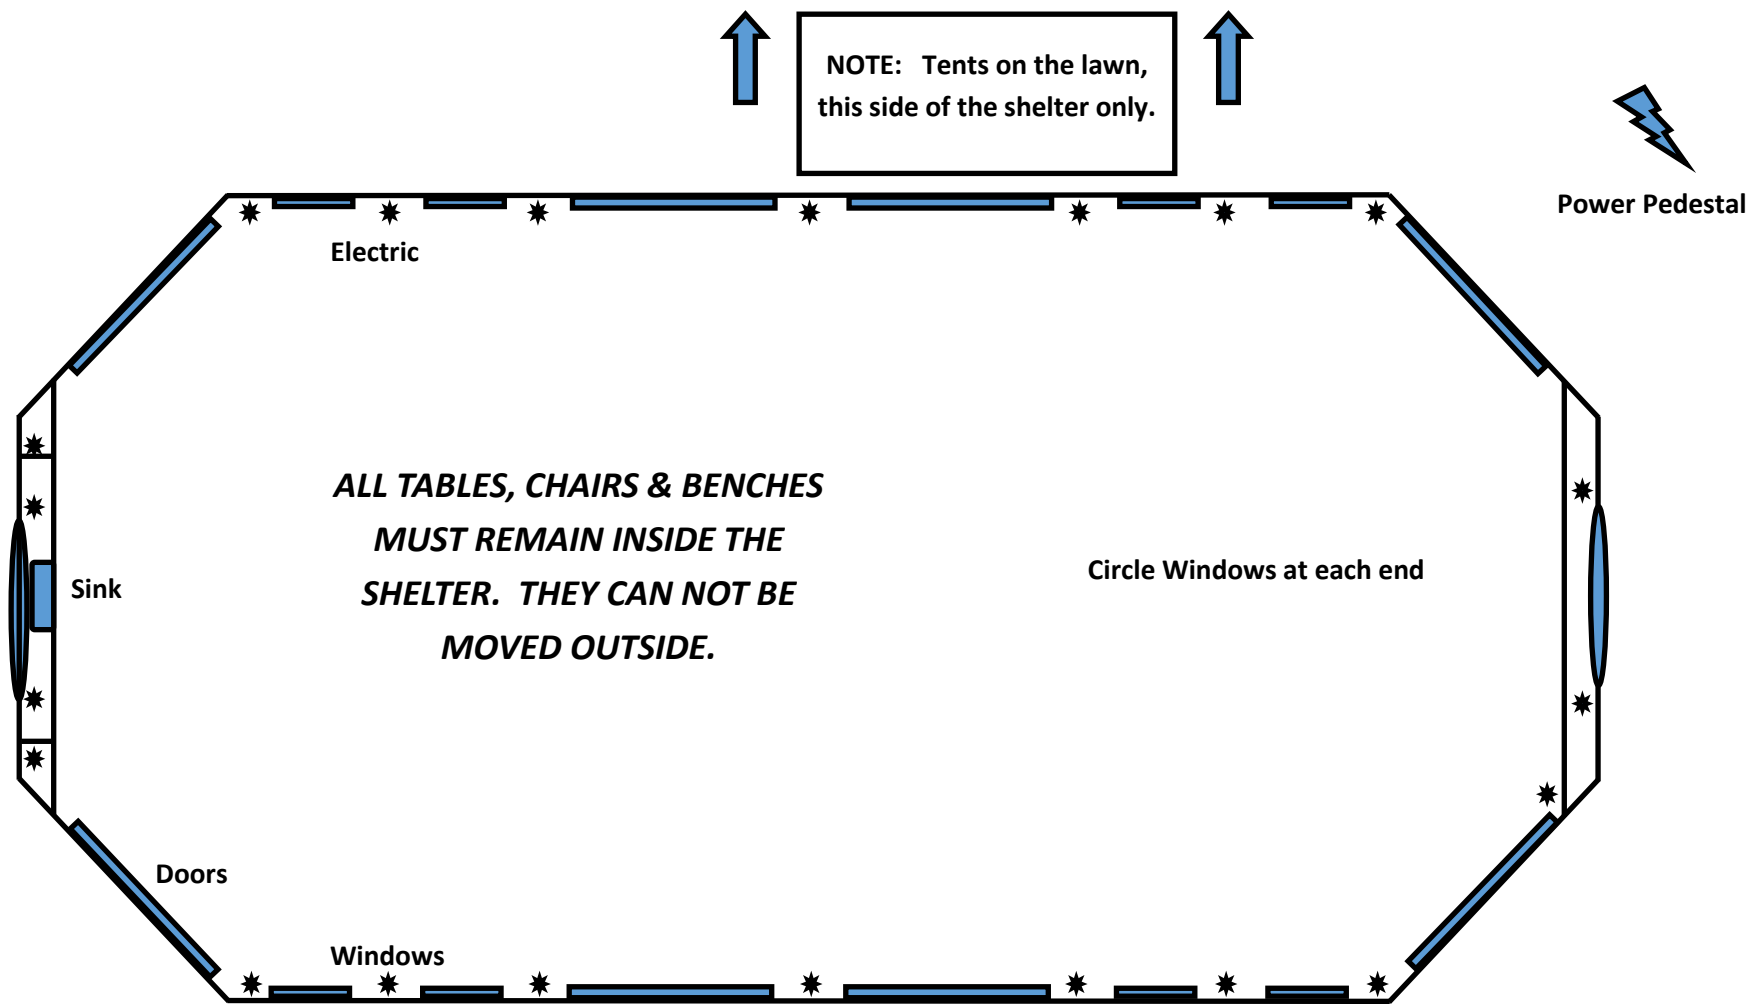 NOTE: Tents on the lawn,
this side of the shelter only.
Power Pedestal
Electric
ALL TABLES, CHAIRS & BENCHES
MUST REMAIN INSIDE THE
SHELTER. THEY CAN NOT BE
MOVED OUTSIDE.
Circle Windows at each end
Sink
Doors
Windows